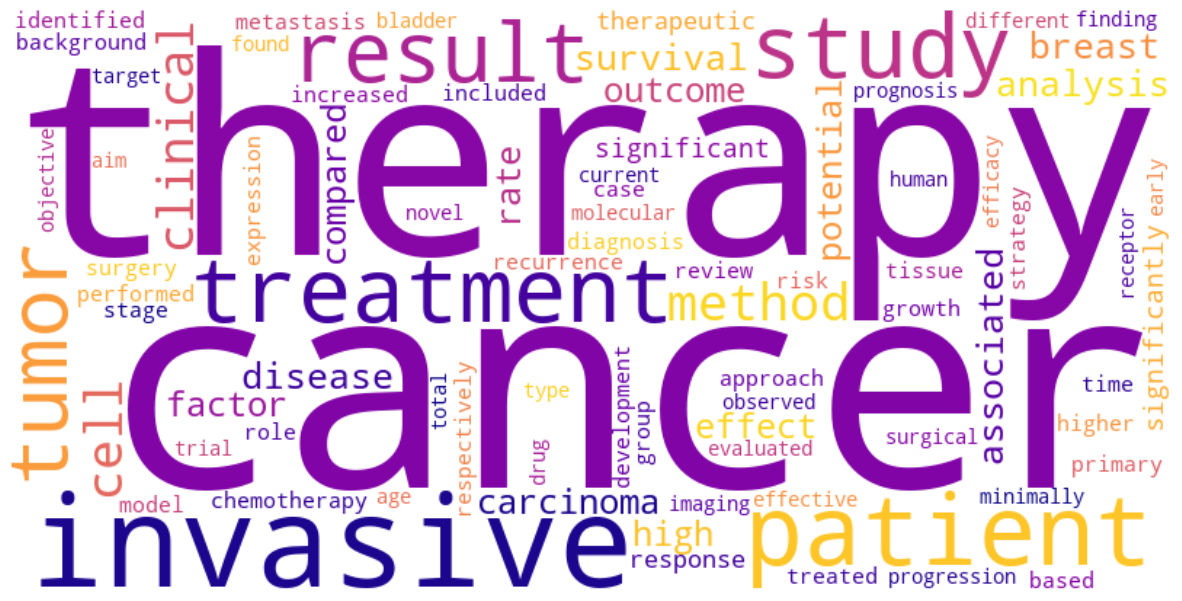 identified
metastasis
bladder
therapeutic
different
finding
background
found
result
survival
study
breast
target
clinical
increased
included
outcome
prognosis
analysis
therapy
objective
aim
expression
compared
novel
rate
significant
current
case
molecular
diagnosis
potential
human
efficacy
strategy
early
receptor
significantly
tumor
surgery
performed
stage
treatment
recurrence
review
risk
method
tissue
growth
associated
cancer
cell
disease
factor
role
trial
total
respectively
type
drug
development
group
approach
observed
effect
evaluated
surgical
time
higher
primary
model
chemotherapy
age
carcinoma
imaging
effective
minimally
invasive
high
response
patient
treated
progression
based